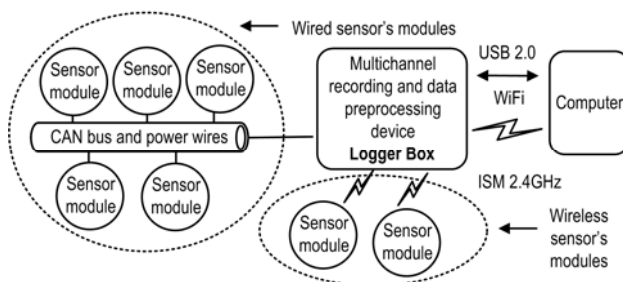 Wired sensor's modules
Sensor
module
Sensor
module
Sensor
module
CAN bus and power wires
Sensor
module
Sensor
module
Multichannel
recording and data
preprocessing
device
Logger Box
USB 2.0
WiFi
Computer
ISM 2.4GHz
Sensor
module
Sensor
module
Wireless
sensor's
modules